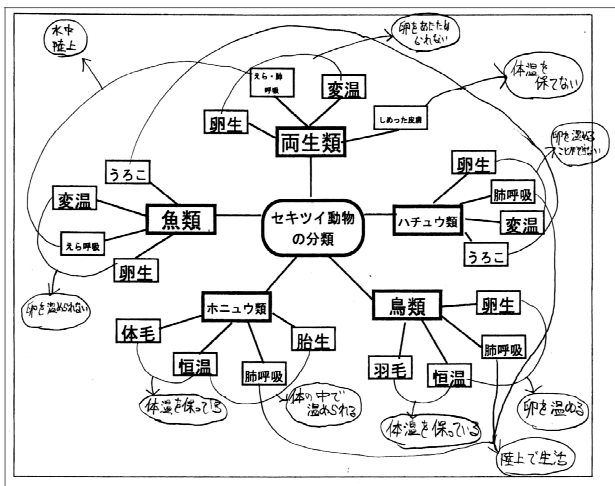 水中
陸上
卵をあたため
られない
体温を
保てない
えら・肺
呼吸
変温
しめった皮膚
卵生
両生類
卵を温める
ことができない
うろこ
変温
魚類
えら呼吸
卵生
セキツイ動物
の分類
卵生
肺呼吸
ハチュウ類
変温
うろこ
卵を温められない
ホニュウ類
体毛
恒温
肺呼吸
胎生
鳥類
卵生
肺呼吸
羽毛
恒温
体温を保っている
体の中で
温められる
体温を保っている
卵を温める
陸上で生活